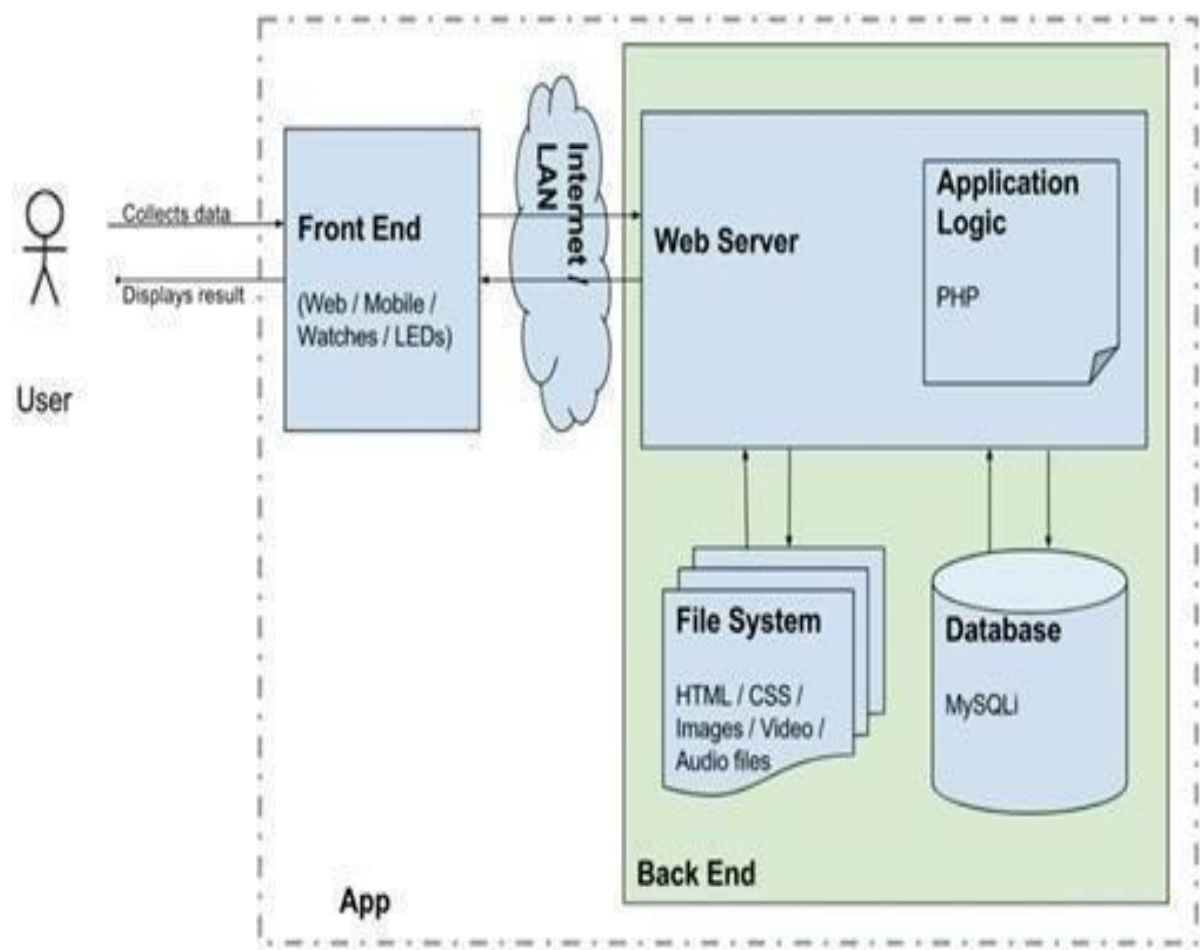 User
Collects data
Displays result
Front End
(Web / Mobile /
Watches / LEDs)
Internet /
LAN
Web Server
Application
Logic
PHP
File System
HTML / CSS /
Images / Video /
Audio files
Database
MySQLi
Back End
App